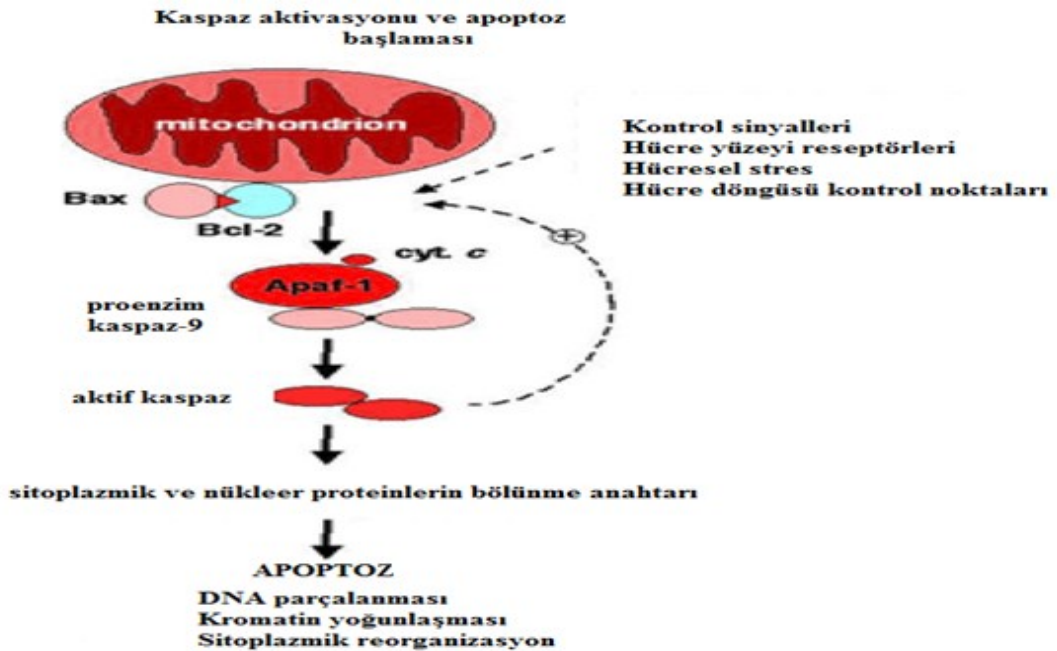 Kaspaz aktivasyonu ve apoptoz
başlaması
mitochondrion
Kontrol sinyalleri
Hücre yüzeyi reseptörleri
Hücresel stres
Hücre döngüsü kontrol noktaları
Bax
Bcl-2
+
cyt. c
Apaf-1
proenzim
kaspaz-9
aktif kaspaz
sitoplazmik ve nükleer proteinlerin bölünme anahtarı
APOPTOZ
DNA parçalanması
Kromatin yoğunlaşması
Sitoplazmik reorganizasyon